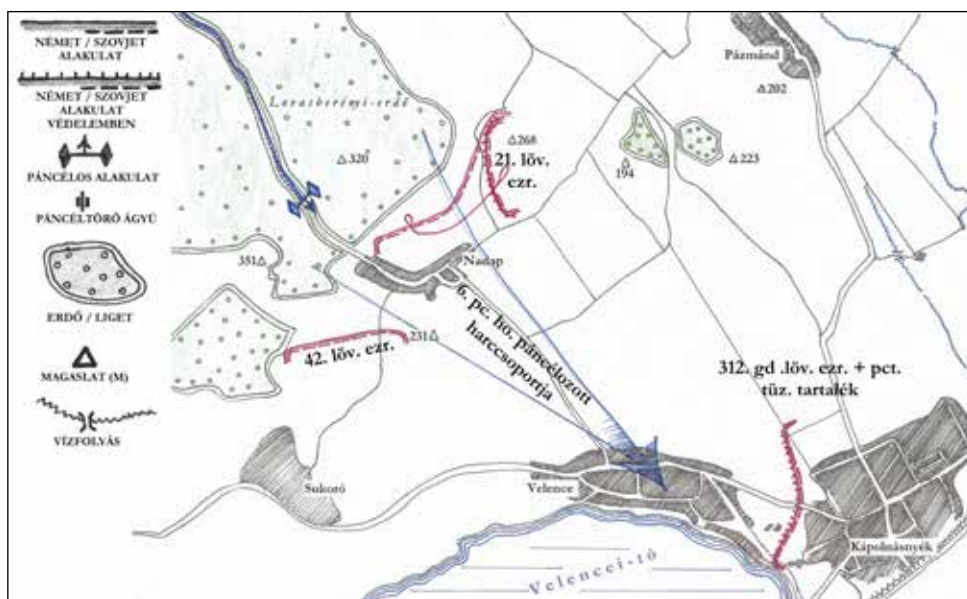 NÉMET / SZOVJET
ALAKULAT
NÉMET / SZOVJET
ALAKULAT
VÉDELEMBEN
PÁNCÉLOS ALAKULAT
PÁNCÉLTÖRŐ ÁGYÚ
ERDŐ / LIGET
MAGASLAT (M)
VÍZFOLYÁS
Pázmánd
202
Lovasberényi-erdő
320
268
21. löv.
ezr.
194
223
351
Nadap
6. pc. ho. páncélozott
harccsoportja
231
42. löv. ezr.
312. gd .löv. ezr. + pct.
tüz. tartalék
Sukoró
Velence
Kápolnásnyék
Velencei-tó